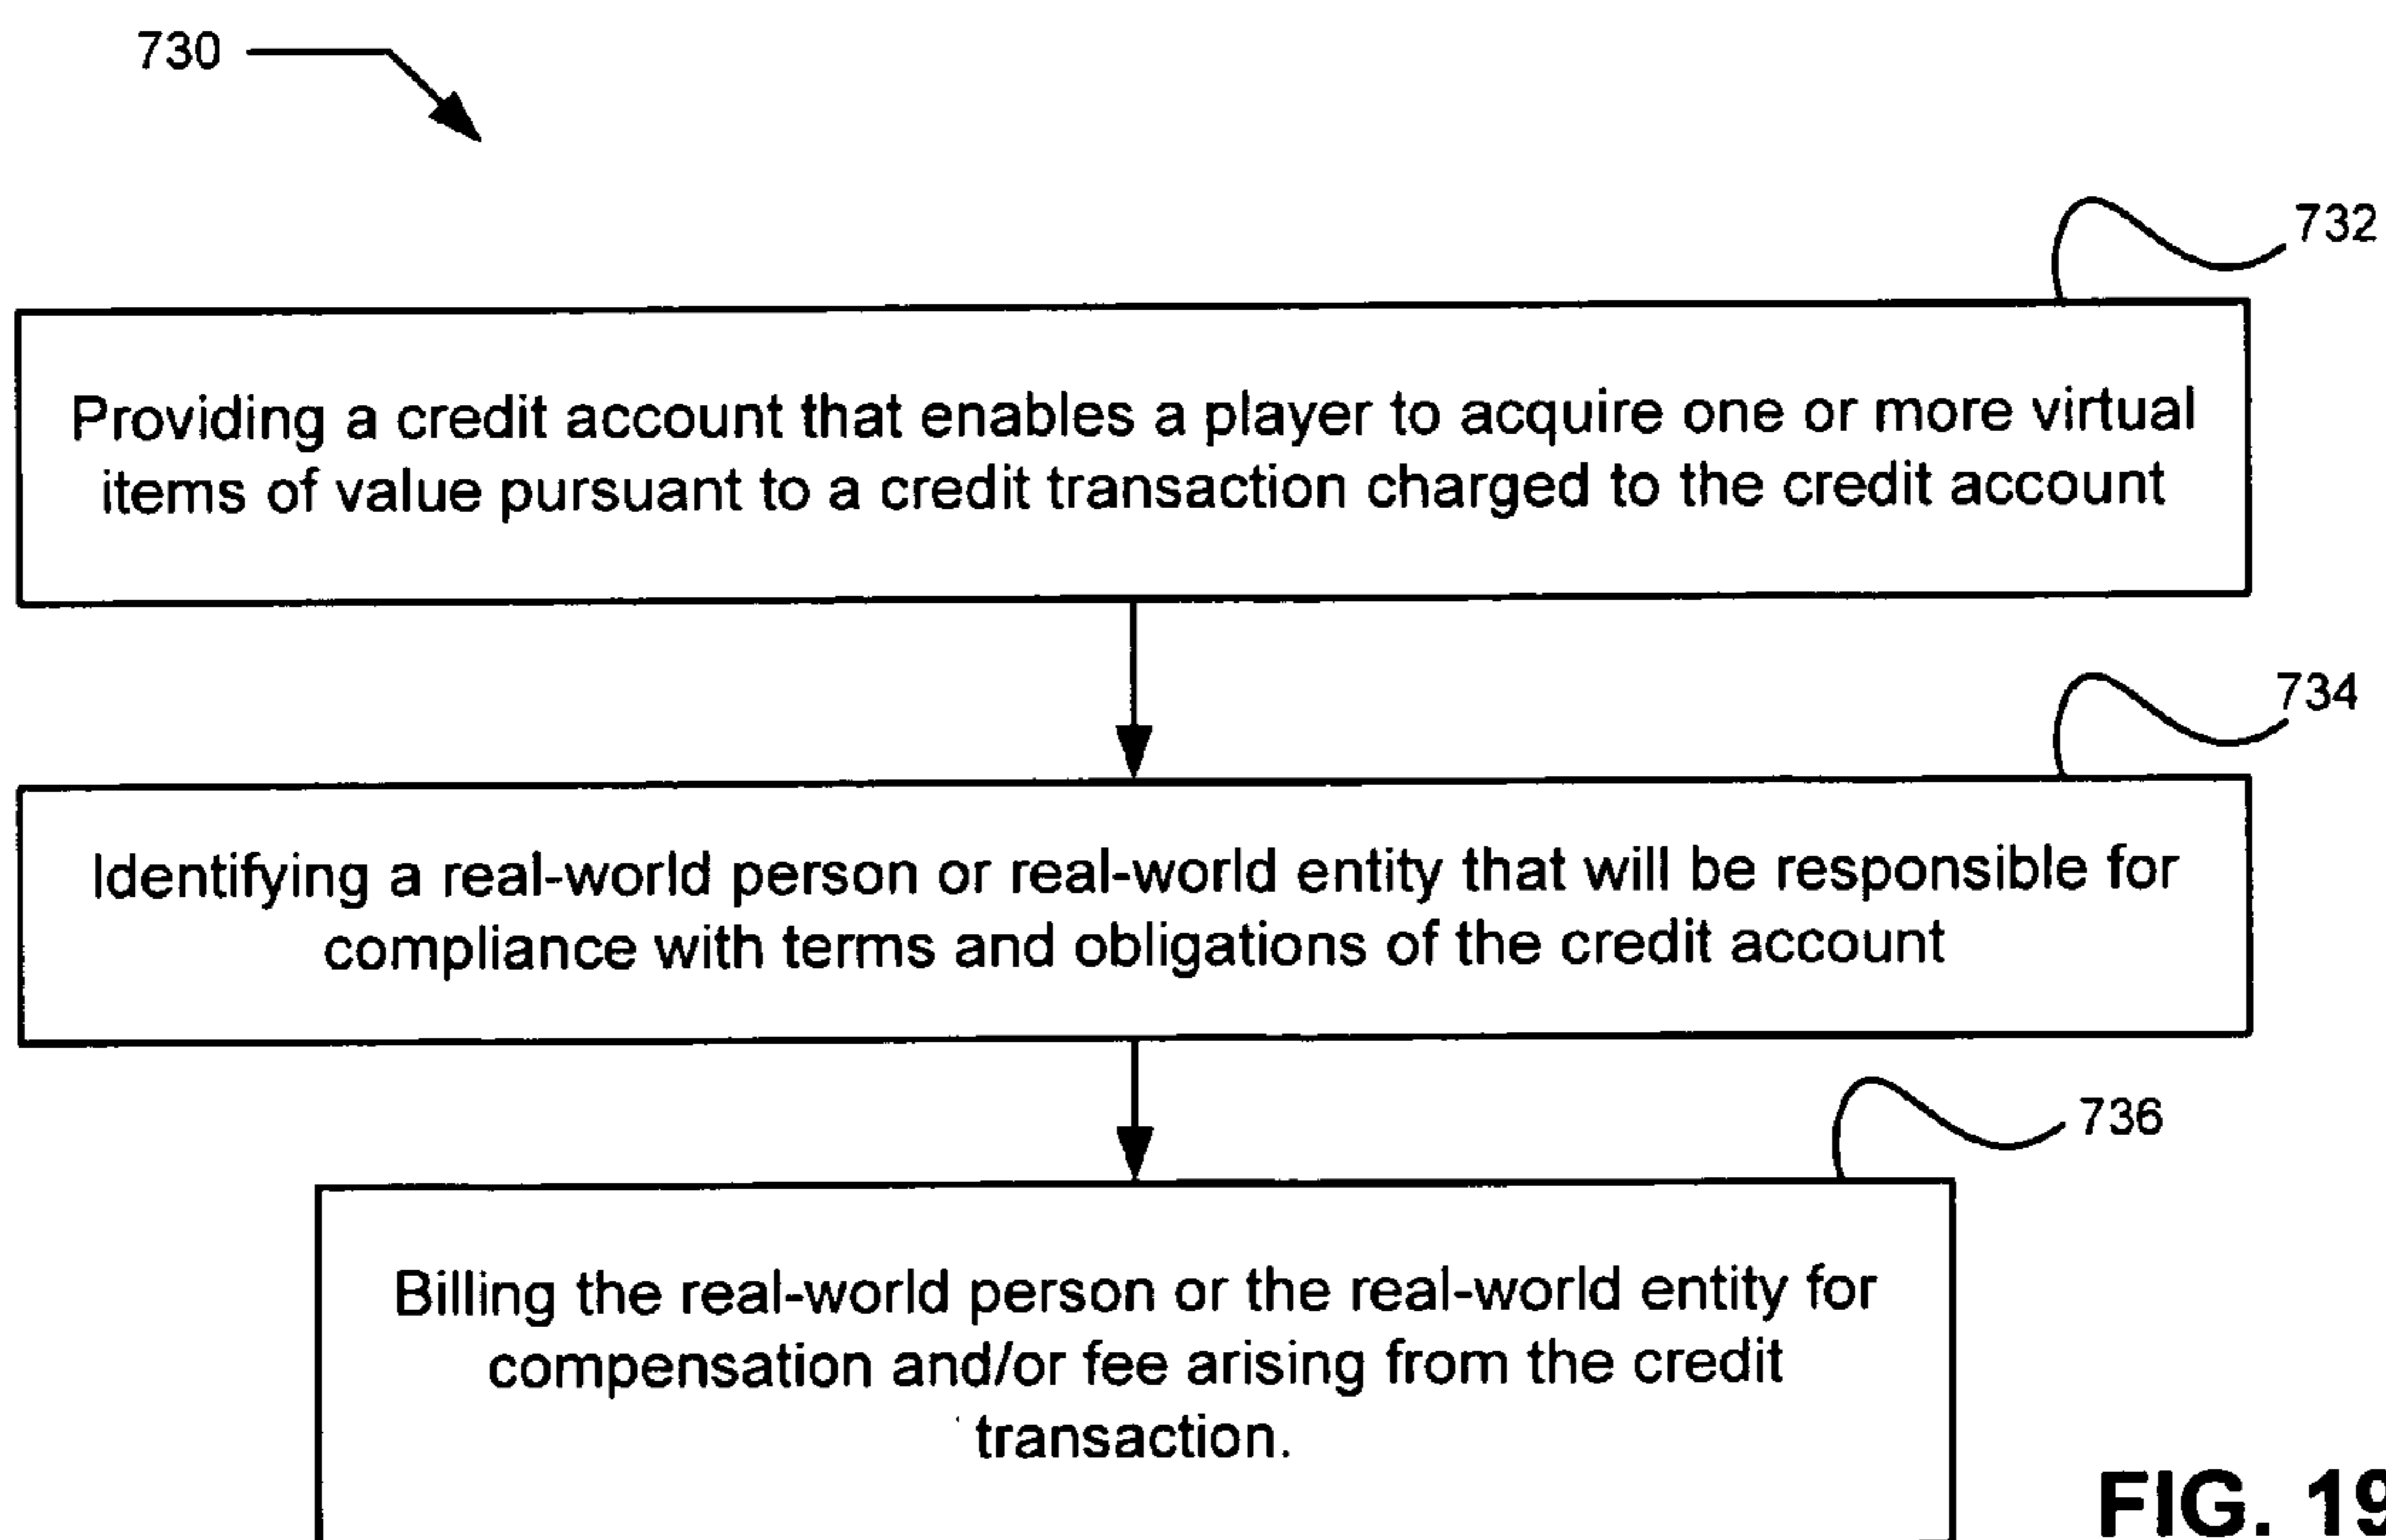 730
732
Providing a credit account that enables a player to acquire one or more virtual
items of value pursuant to a credit transaction charged to the credit account
734
Identifying a real-world person or real-world entity that will be responsible for
compliance with terms and obligations of the credit account
736
Billing the real-world person or the real-world entity for
compensation and/or fee arising from the credit
transaction.
FIG. 19